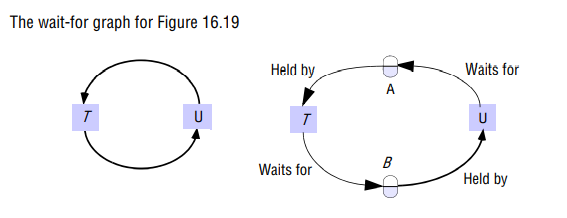 The wait-for graph for Figure 16.19
Held by
Waits for
A
T
U
T
U
Waits for
B
Held by